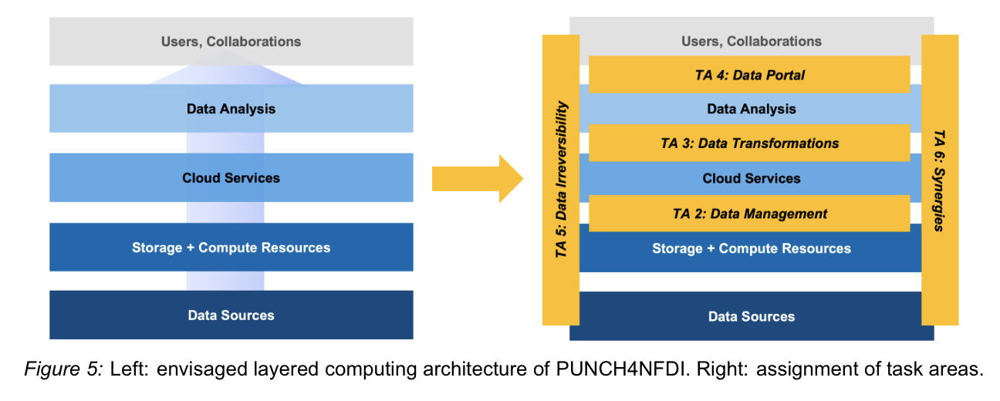 Users, Collaborations
Data Analysis
Cloud Services
Storage + Compute Resources
Data Sources
TA 5: Data Irreversibility
Users, Collaborations
TA 4: Data Portal
Data Analysis
TA 3: Data Transformations
Cloud Services
TA 2: Data Management
Storage + Compute Resources
Data Sources
TA 6: Synergies
Figure 5: Left: envisaged layered computing architecture of PUNCH4NFDI. Right: assignment of task areas.